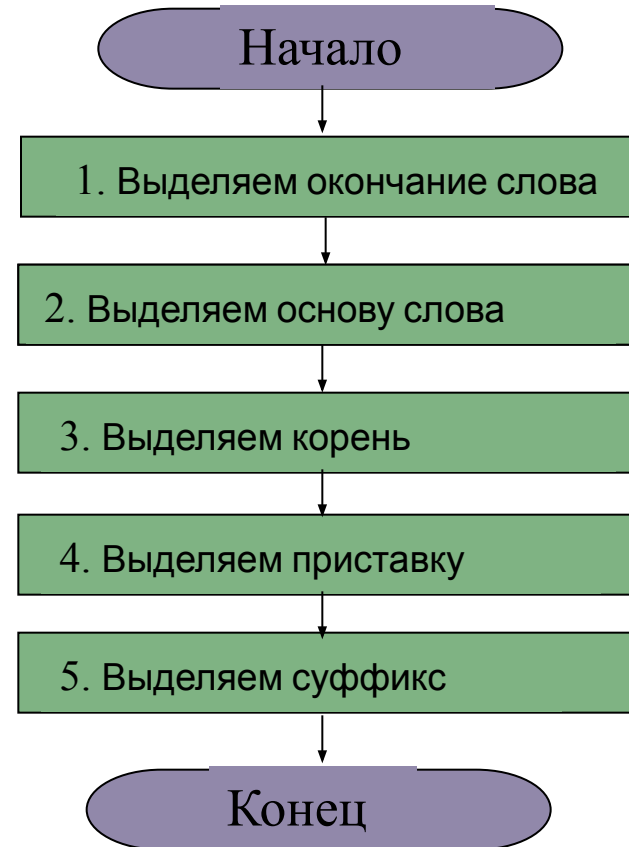 Начало
1. Выделяем окончание слова
2. Выделяем основу слова
3. Выделяем корень
4. Выделяем приставку
5. Выделяем суффикс
Конец